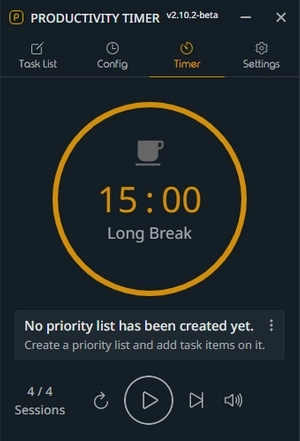 P PRODUCTIVITY TIMER v2.10.2-beta
Task List Config Timer Settings
15 : 00
Long Break
No priority list has been created yet.
Create a priority list and add task items on it.
4 / 4
Sessions